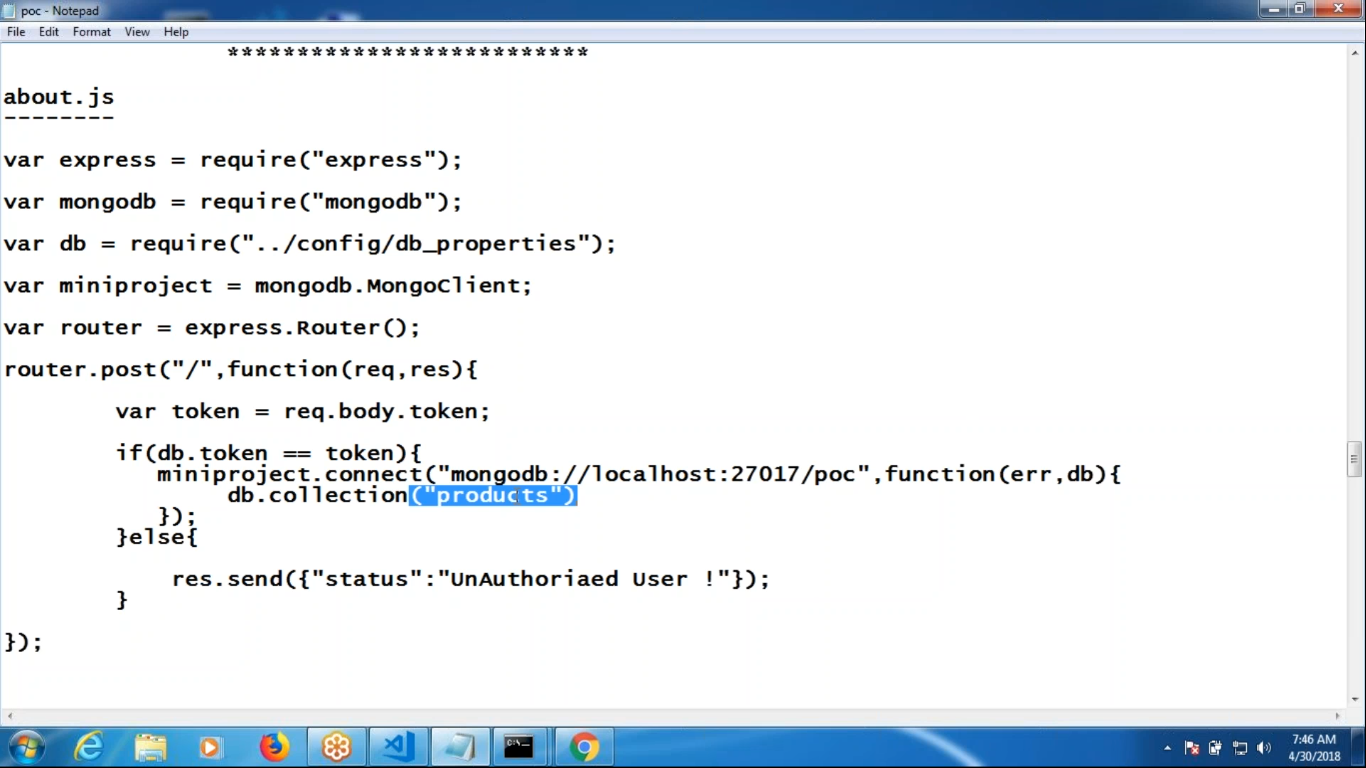 poc - Notepad
File Edit Format View Help
**************************
about.js
--------
var express = require("express");
var mongodb = require("mongodb");
var db = require("../config/db_properties");
var miniproject = mongodb.MongoClient;
var router = express.Router();
router.post("/",function(req,res){
var token = req.body.token;
if(db.token == token){
miniproject.connect("mongodb://localhost:27017/poc",function(err,db){
db.collection("products")
});
}else{
res.send({"status":"UnAuthoriaed User !"});
}
});
7:46 AM
4/30/2018